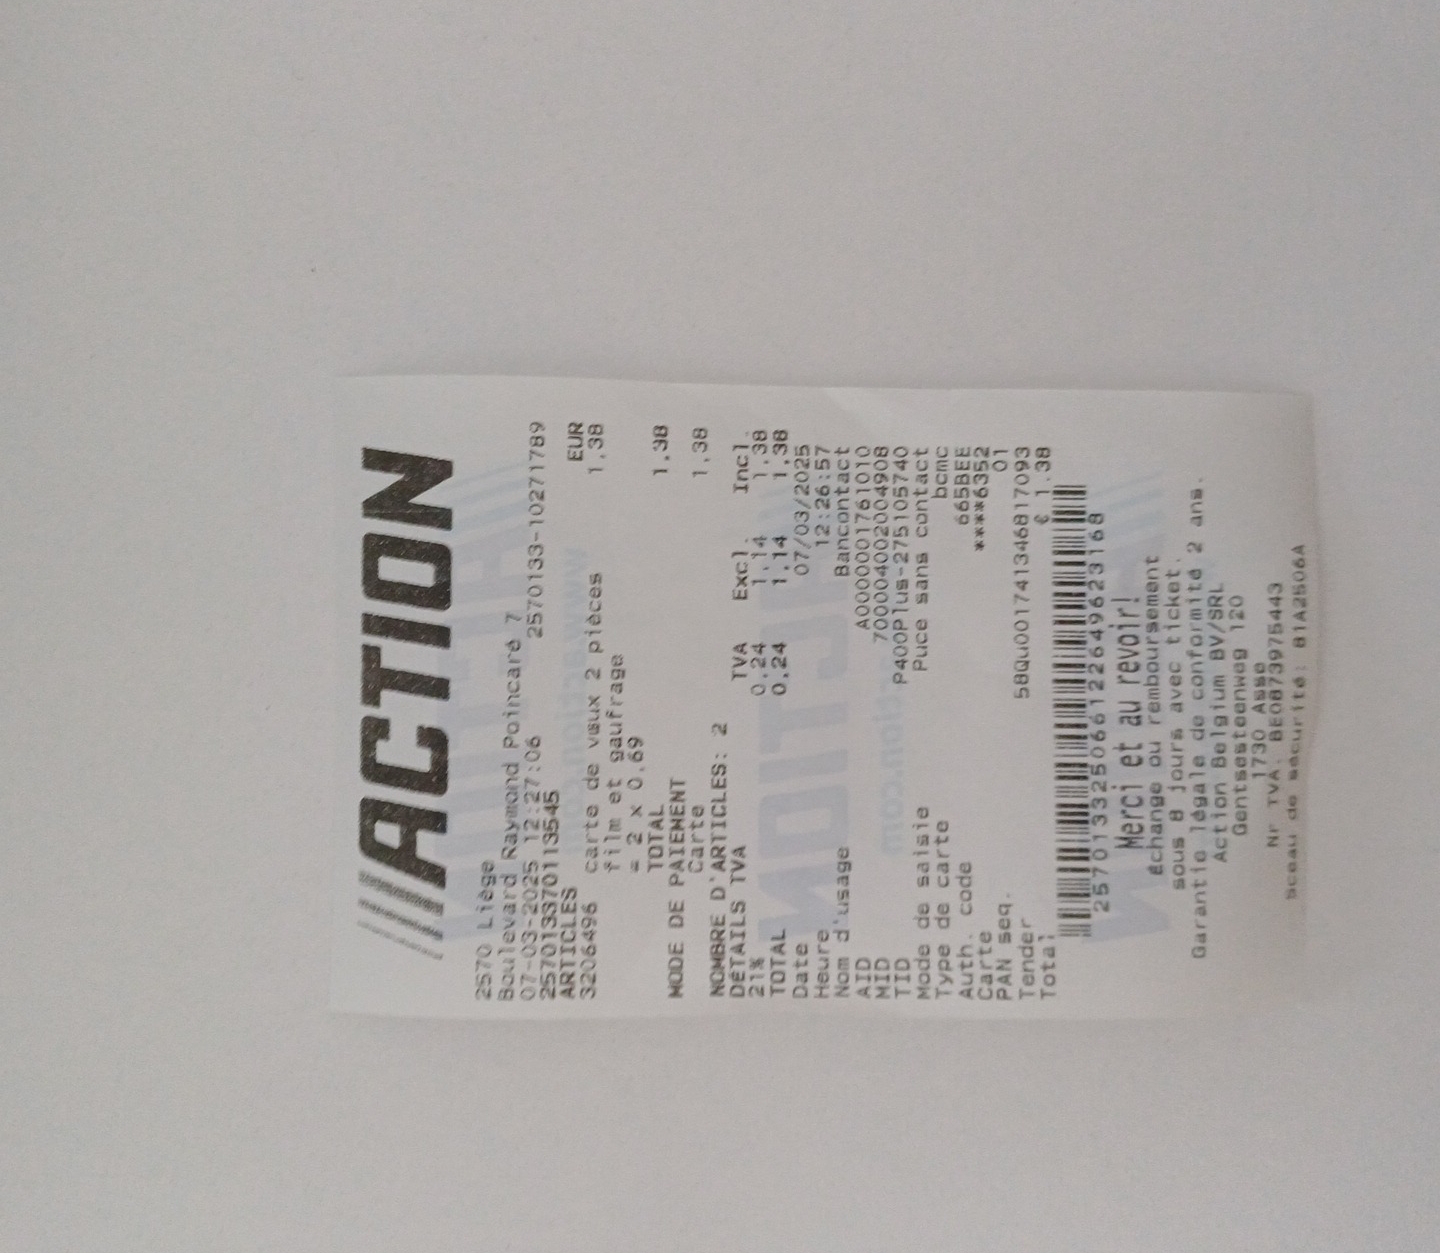 ACTION
2570 Liège
Boulevard Raymond Poincaré 7
07-03-2025 12:27:06 2570133-10271789
2570133701113545
ARTICLES EUR
3206496 carte de vœux 2 pièces 1,38
film et gaufrage
= 2 x 0,69
TOTAL 1,38
MODE DE PAIEMENT
Carte 1,38
NOMBRE D'ARTICLES: 2
DÉTAILS TVA TVA Excl. Incl.
21% 0,24 1,14 1,38
TOTAL 0,24 1,14 1,38
Date 07/03/2025
Heure 12:26:57
Nom d'usage Bancontact
AID A0000001761010
MID 700004002004908
TID P400Plus-275105740
Mode de saisie Puce sans contact
Type de carte bcmc
Auth. code 665BEE
Carte ****6352
PAN seq. 01
Tender 58Qu001741346817093
Total € 1.38
257013325066122649623168
Merci et au revoir!
échange ou remboursement
sous 8 jours avec ticket.
Garantie légale de conformité 2 ans.
Action Belgium BV/SRL
Gentsesteenweg 120
1730 Asse
Nr TVA. BE0873975443
Sceau de sécurité: 81A2506A